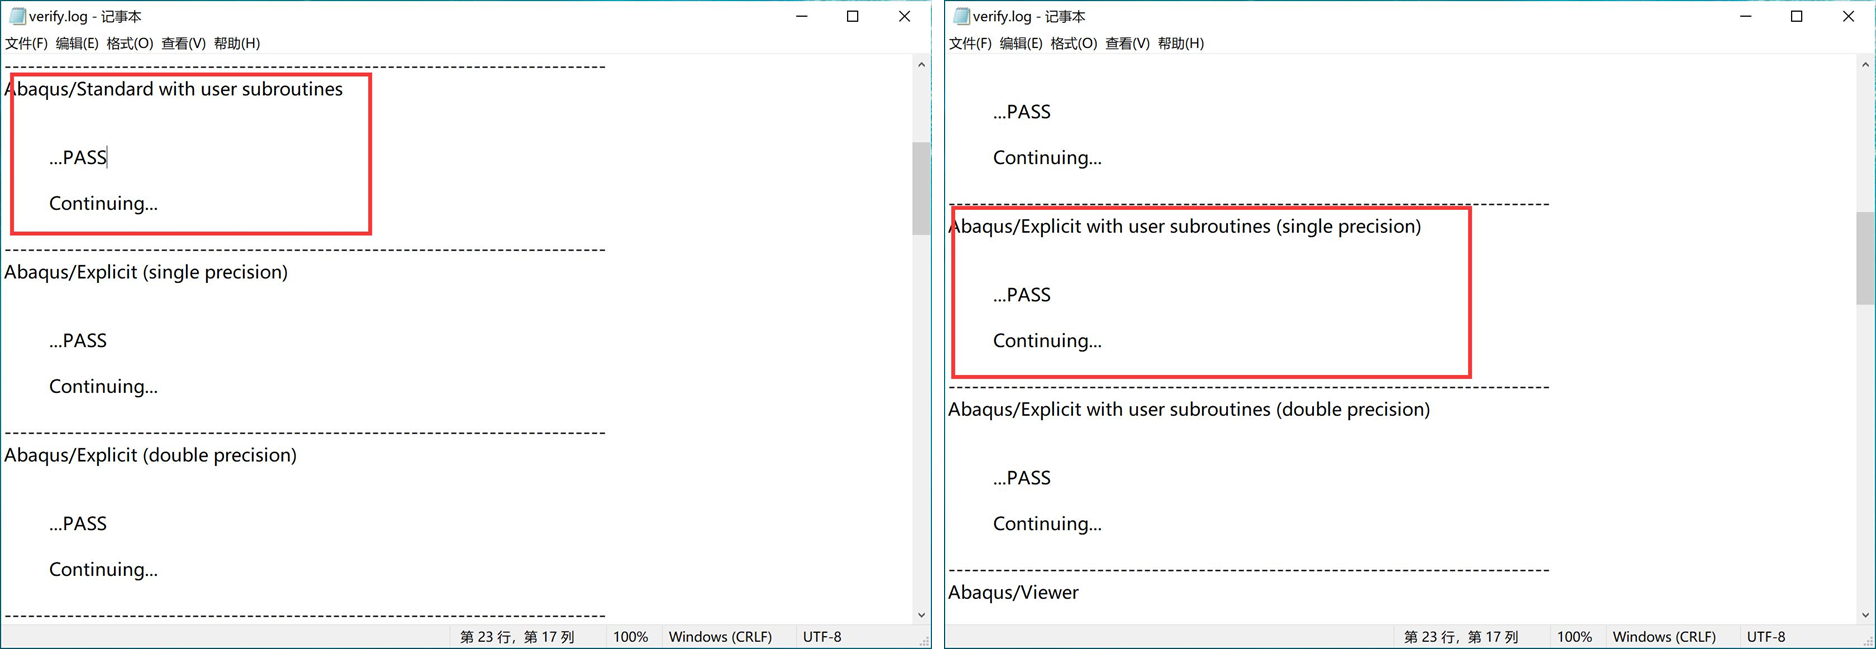 verify.log - 记事本
文件(F) 编辑(E) 格式(O) 查看(V) 帮助(H)
--------------------------------------------------------------------------------
Abaqus/Standard with user subroutines
...PASS
Continuing...
--------------------------------------------------------------------------------
Abaqus/Explicit (single precision)
...PASS
Continuing...
--------------------------------------------------------------------------------
Abaqus/Explicit (double precision)
...PASS
Continuing...
--------------------------------------------------------------------------------
第 23 行，第 17 列 100% Windows (CRLF) UTF-8
verify.log - 记事本
文件(F) 编辑(E) 格式(O) 查看(V) 帮助(H)
...PASS
Continuing...
--------------------------------------------------------------------------------
Abaqus/Explicit with user subroutines (single precision)
...PASS
Continuing...
--------------------------------------------------------------------------------
Abaqus/Explicit with user subroutines (double precision)
...PASS
Continuing...
--------------------------------------------------------------------------------
Abaqus/Viewer
第 23 行，第 17 列 100% Windows (CRLF) UTF-8